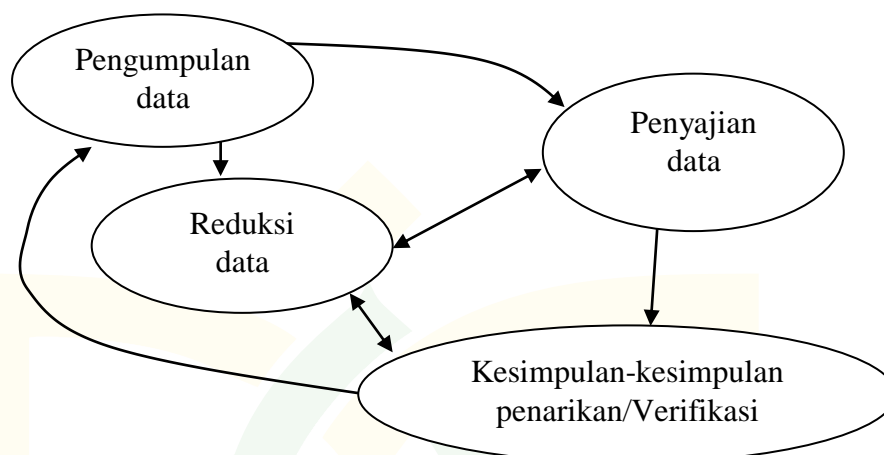 Pengumpulan
data
Penyajian
data
Reduksi
data
Kesimpulan-kesimpulan
penarikan/Verifikasi